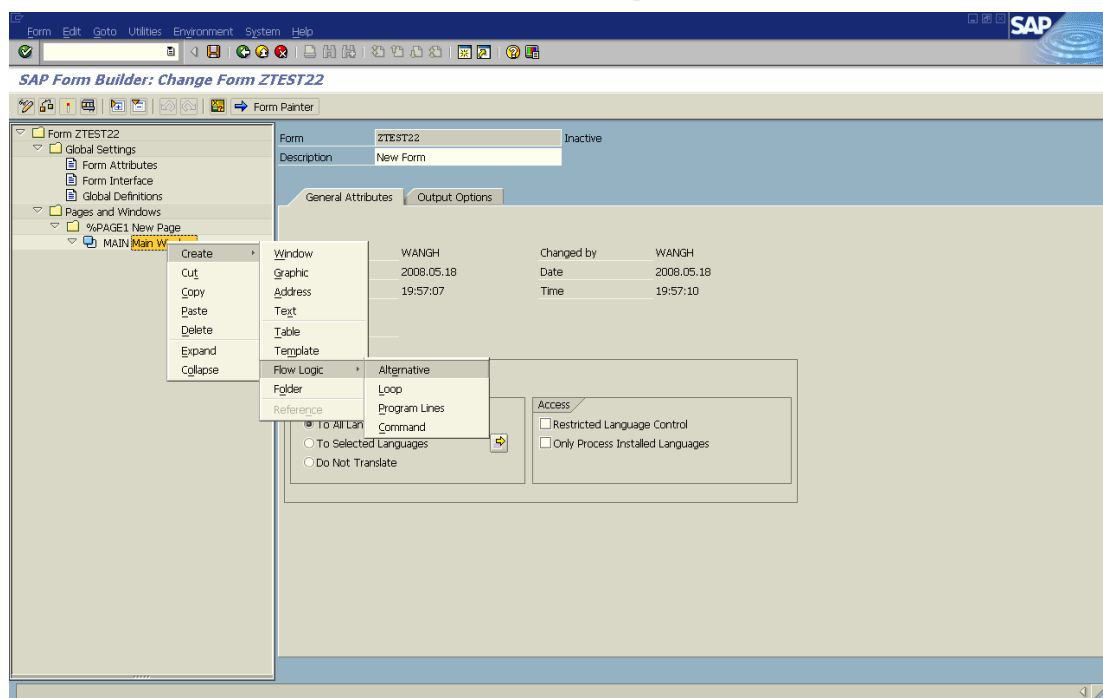 Form Edit Goto Utilities Environment System Help
SAP
SAP Form Builder: Change Form ZTEST22
Form Painter
Form ZTEST22
Global Settings
Form Attributes
Form Interface
Global Definitions
Pages and Windows
%PAGE1 New Page
MAIN Main
Create
Cut
Copy
Paste
Delete
Expand
Collapse
Window
Graphic
Address
Text
Table
Template
Flow Logic
Folder
Reference
Alternative
Loop
Program Lines
Command
Form ZTEST22 Inactive
Description New Form
General Attributes Output Options
WANGH Changed by WANGH
2008.05.18 Date 2008.05.18
19:57:07 Time 19:57:10
To All Lan
To Selected Languages
Do Not Translate
Access
Restricted Language Control
Only Process Installed Languages